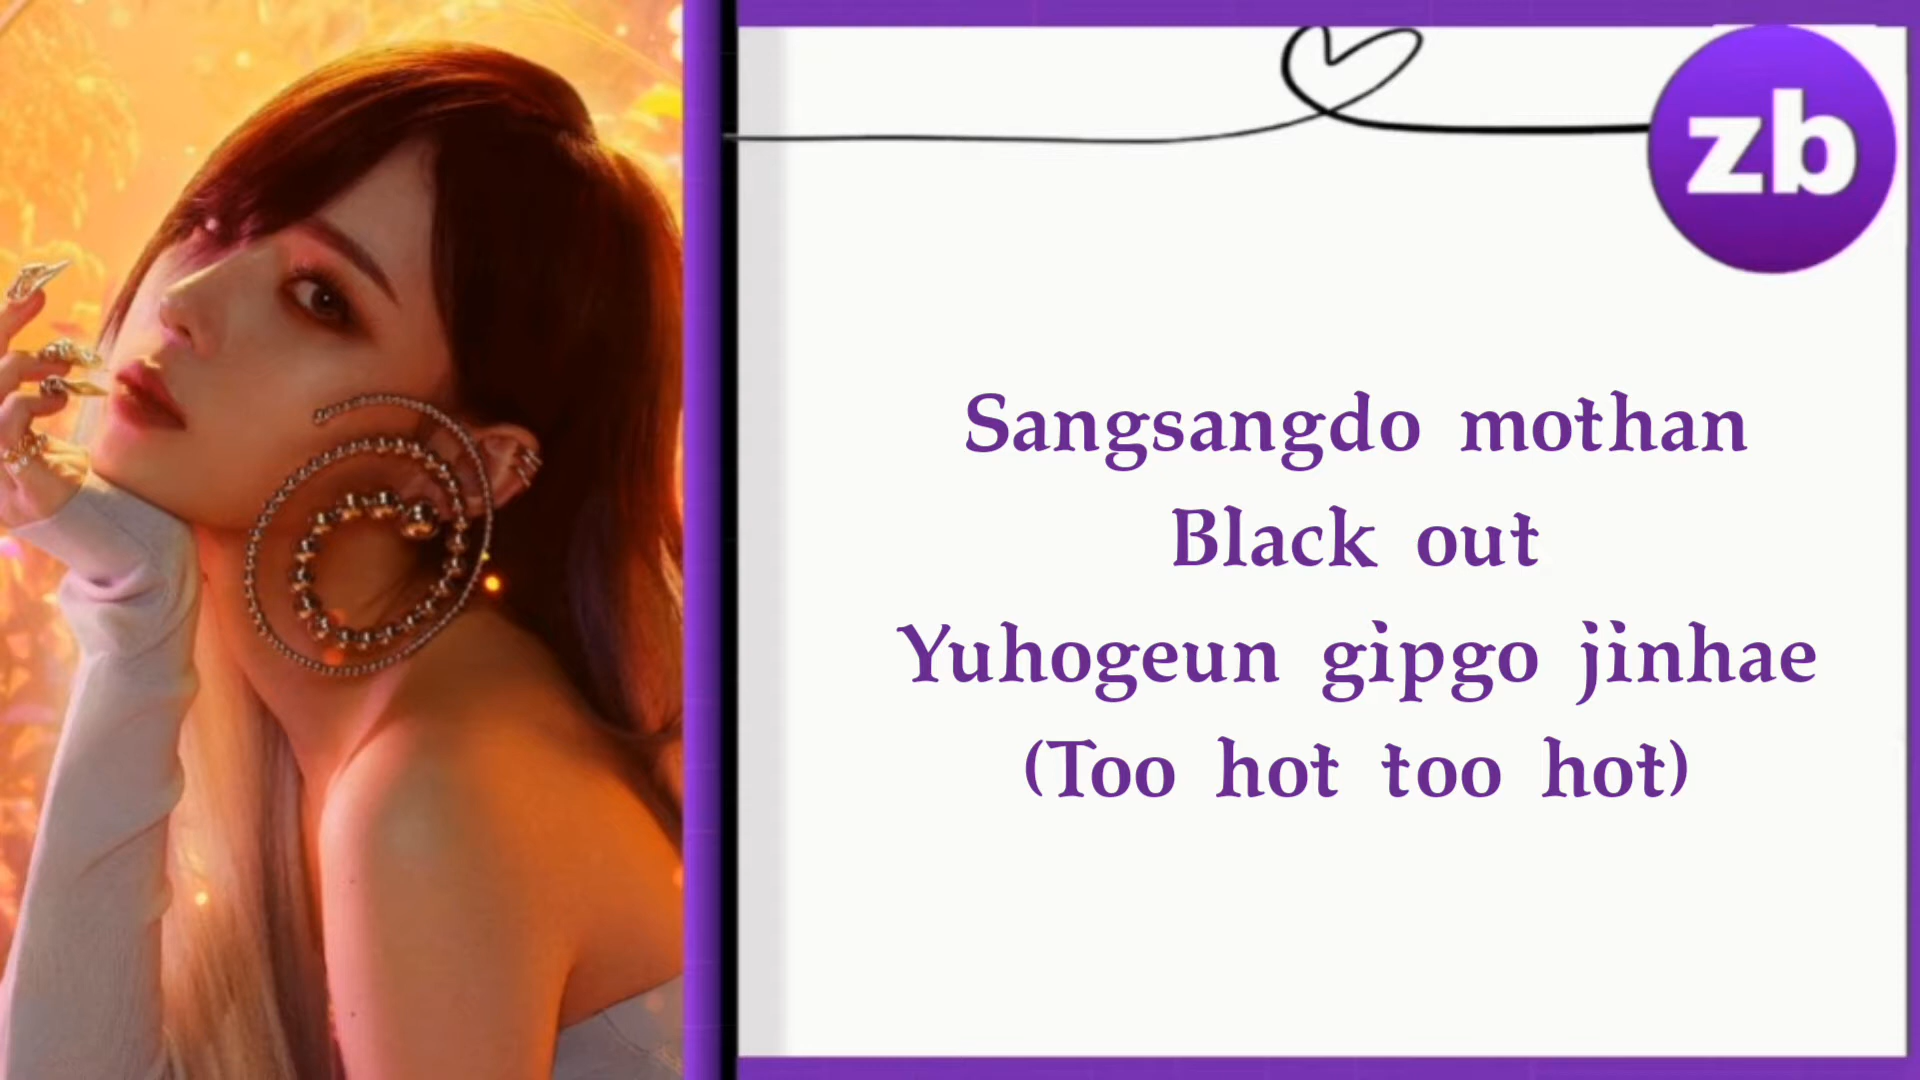 zb
Sangsangdo mothan
Black out
Yuhogeun gipgo jinhae
(Too hot too hot)